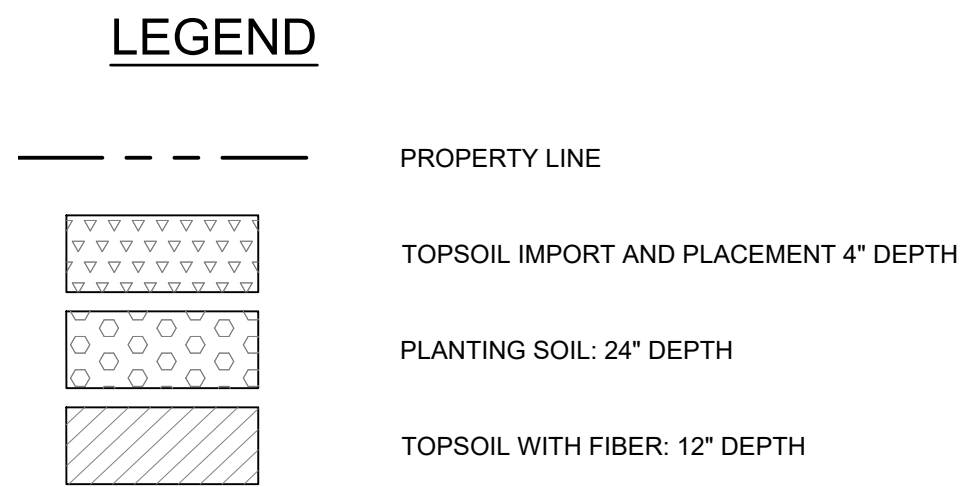 LEGEND
PROPERTY LINE
TOPSOIL IMPORT AND PLACEMENT 4" DEPTH
PLANTING SOIL: 24" DEPTH
TOPSOIL WITH FIBER: 12" DEPTH